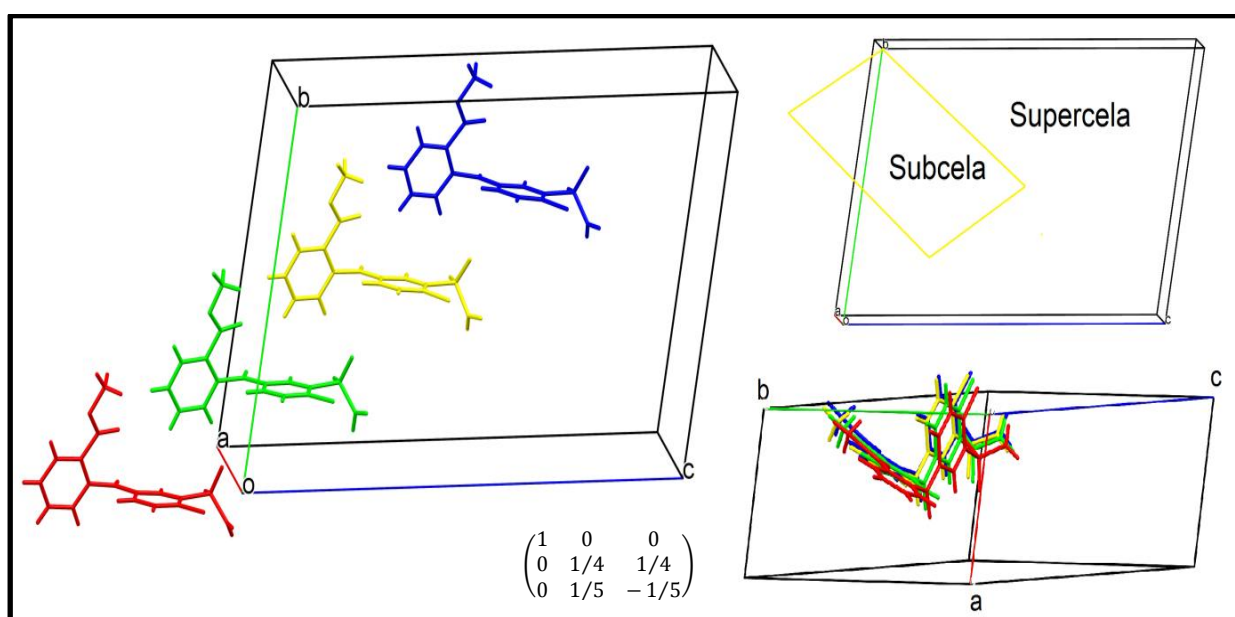 b
a
o
c
b
Supercela
Subcela
a
o
c
b
c
a
( 1 0 0 )
( 0 1/4 1/4 )
( 0 1/5 − 1/5 )